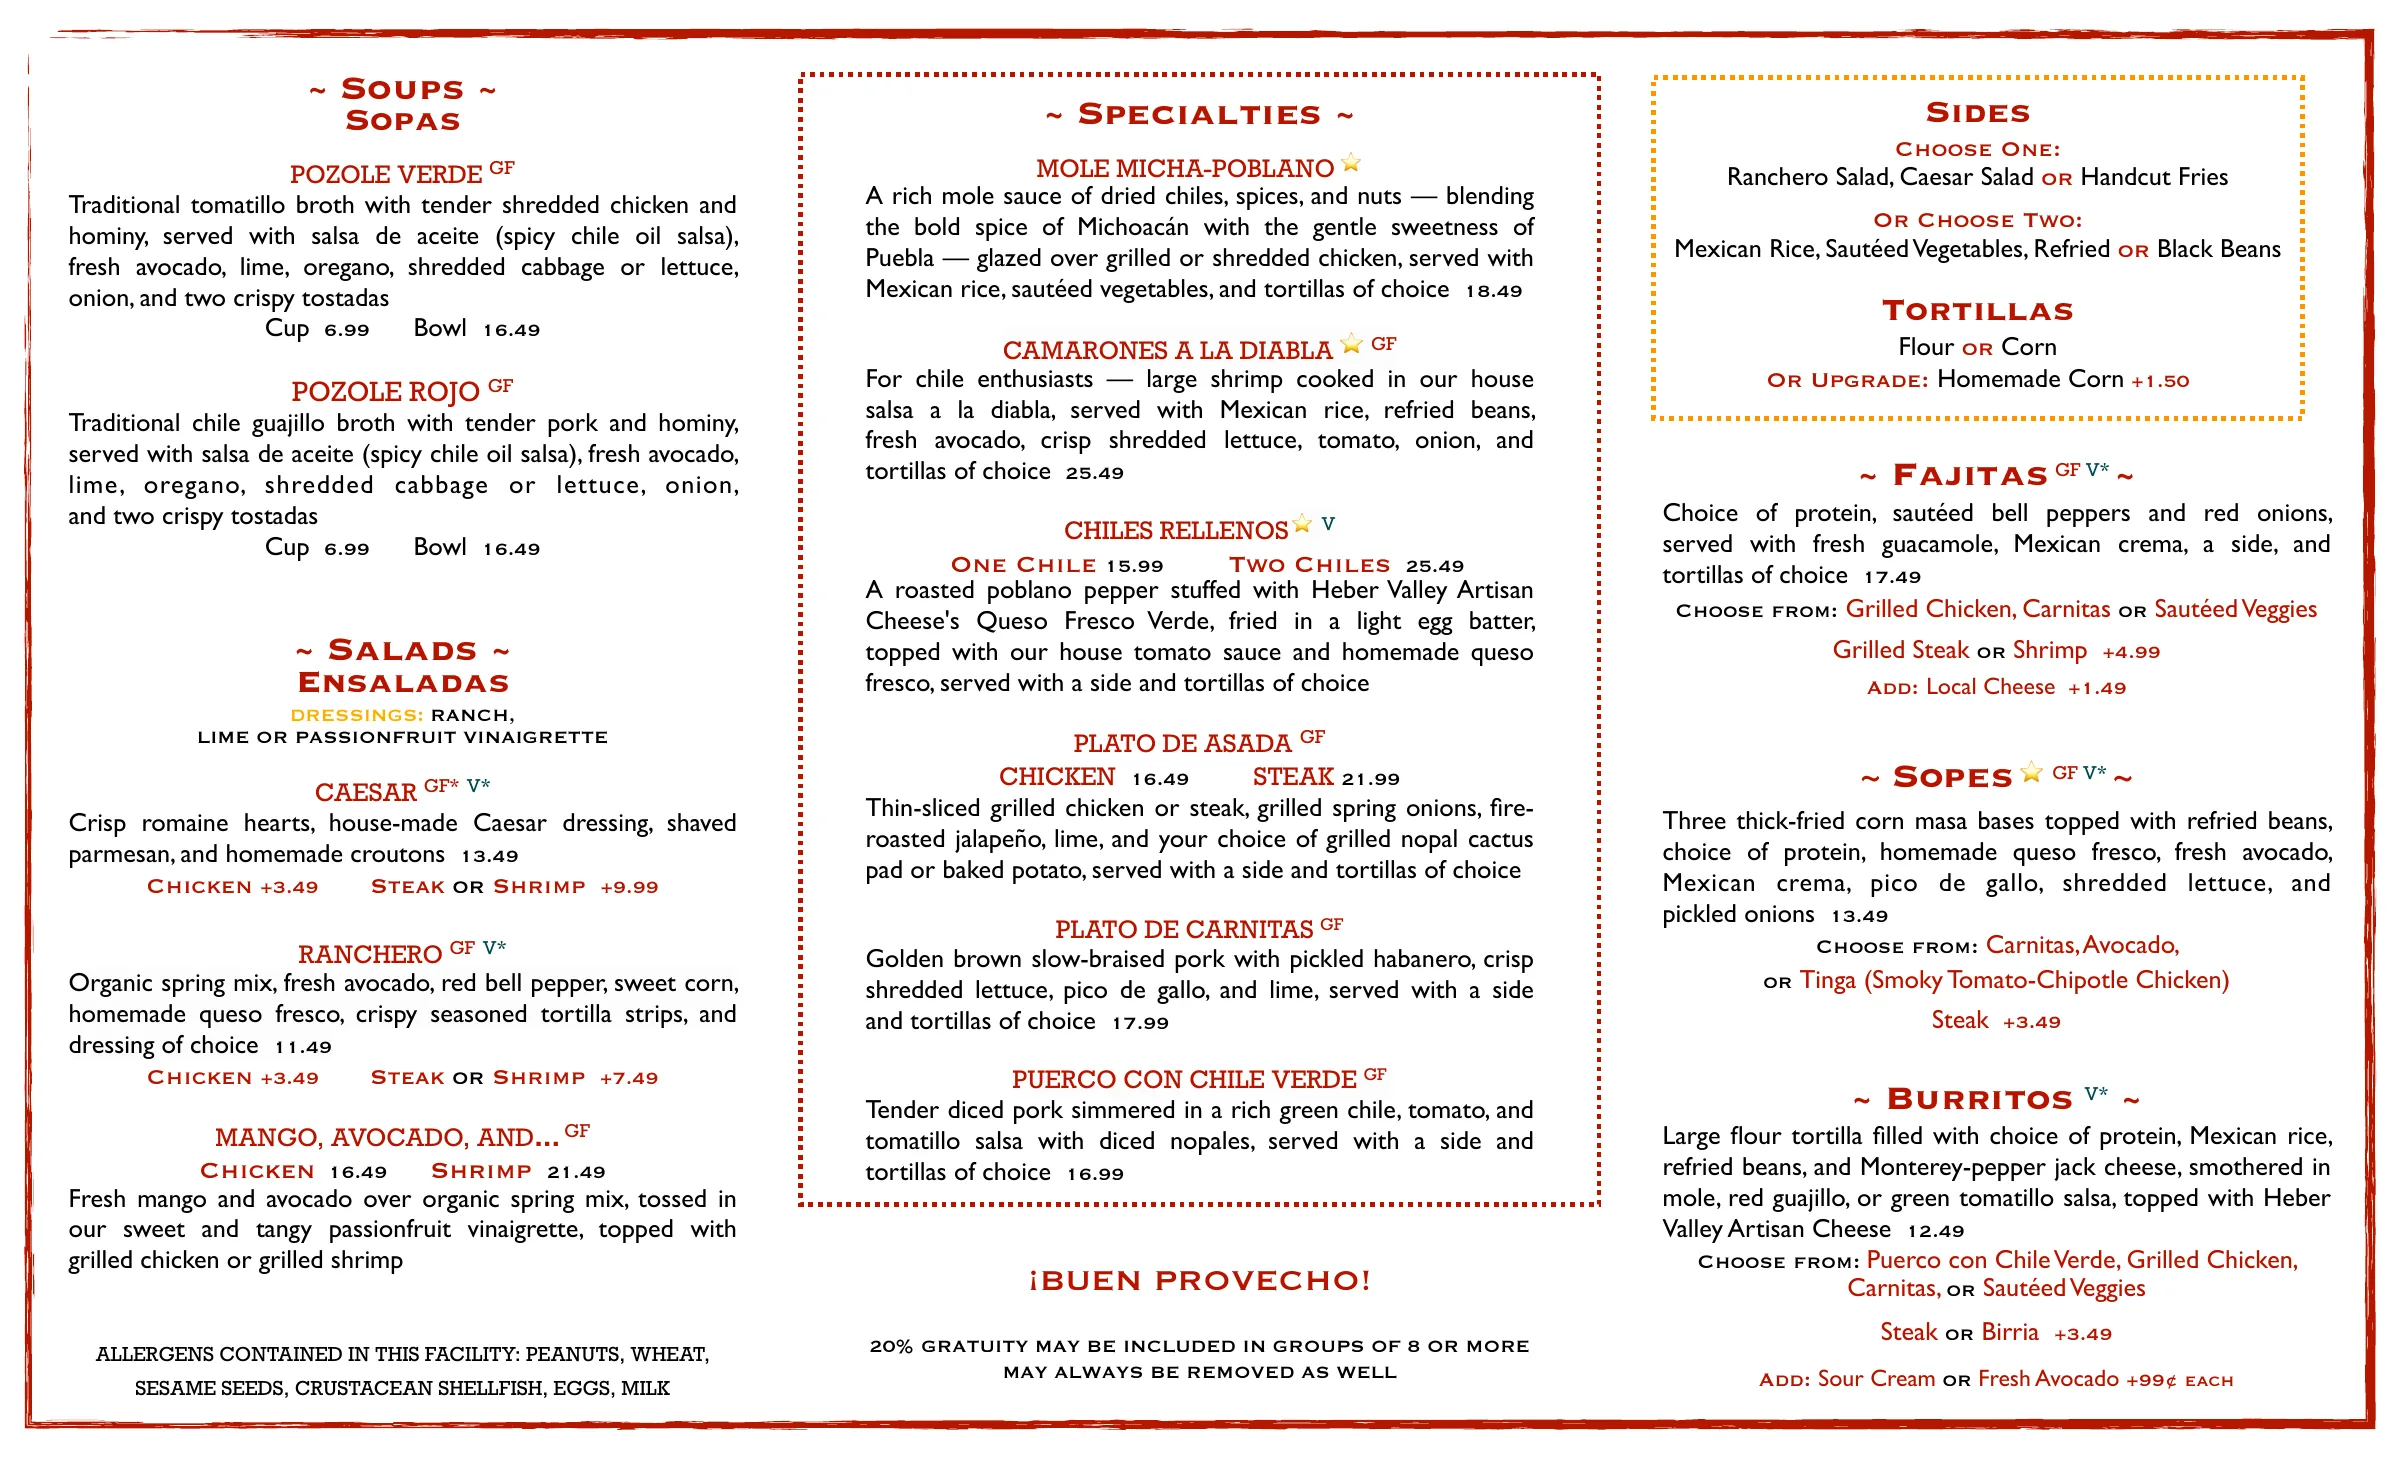 ~ SOUPS ~
SOPAS
POZOLE VERDE GF
Traditional tomatillo broth with tender shredded chicken and
hominy, served with salsa de aceite (spicy chile oil salsa),
fresh avocado, lime, oregano, shredded cabbage or lettuce,
onion, and two crispy tostadas
Cup 6.99 Bowl 16.49
POZOLE ROJO GF
Traditional chile guajillo broth with tender pork and hominy,
served with salsa de aceite (spicy chile oil salsa), fresh avocado,
lime, oregano, shredded cabbage or lettuce, onion,
and two crispy tostadas
Cup 6.99 Bowl 16.49
~ SALADS ~
ENSALADAS
DRESSINGS: RANCH,
LIME OR PASSIONFRUIT VINAIGRETTE
CAESAR GF* V*
Crisp romaine hearts, house-made Caesar dressing, shaved
parmesan, and homemade croutons 13.49
CHICKEN +3.49 STEAK OR SHRIMP +9.99
RANCHERO GF V*
Organic spring mix, fresh avocado, red bell pepper, sweet corn,
homemade queso fresco, crispy seasoned tortilla strips, and
dressing of choice 11.49
CHICKEN +3.49 STEAK OR SHRIMP +7.49
MANGO, AVOCADO, AND... GF
CHICKEN 16.49 SHRIMP 21.49
Fresh mango and avocado over organic spring mix, tossed in
our sweet and tangy passionfruit vinaigrette, topped with
grilled chicken or grilled shrimp
ALLERGENS CONTAINED IN THIS FACILITY: PEANUTS, WHEAT,
SESAME SEEDS, CRUSTACEAN SHELLFISH, EGGS, MILK
~ SPECIALTIES ~
MOLE MICHA-POBLANO ⭐
A rich mole sauce of dried chiles, spices, and nuts — blending
the bold spice of Michoacán with the gentle sweetness of
Puebla — glazed over grilled or shredded chicken, served with
Mexican rice, sautéed vegetables, and tortillas of choice 18.49
CAMARONES A LA DIABLA ⭐ GF
For chile enthusiasts — large shrimp cooked in our house
salsa a la diabla, served with Mexican rice, refried beans,
fresh avocado, crisp shredded lettuce, tomato, onion, and
tortillas of choice 25.49
CHILES RELLENOS ⭐ V
ONE CHILE 15.99 TWO CHILES 25.49
A roasted poblano pepper stuffed with Heber Valley Artisan
Cheese's Queso Fresco Verde, fried in a light egg batter,
topped with our house tomato sauce and homemade queso
fresco, served with a side and tortillas of choice
PLATO DE ASADA GF
CHICKEN 16.49 STEAK 21.99
Thin-sliced grilled chicken or steak, grilled spring onions, fire-
roasted jalapeño, lime, and your choice of grilled nopal cactus
pad or baked potato, served with a side and tortillas of choice
PLATO DE CARNITAS GF
Golden brown slow-braised pork with pickled habanero, crisp
shredded lettuce, pico de gallo, and lime, served with a side
and tortillas of choice 17.99
PUERCO CON CHILE VERDE GF
Tender diced pork simmered in a rich green chile, tomato, and
tomatillo salsa with diced nopales, served with a side and
tortillas of choice 16.99
¡BUEN PROVECHO!
20% GRATUITY MAY BE INCLUDED IN GROUPS OF 8 OR MORE
MAY ALWAYS BE REMOVED AS WELL
SIDES
CHOOSE ONE:
Ranchero Salad, Caesar Salad OR Handcut Fries
OR CHOOSE TWO:
Mexican Rice, Sautéed Vegetables, Refried OR Black Beans
TORTILLAS
Flour OR Corn
OR UPGRADE: Homemade Corn +1.50
~ FAJITAS GF V* ~
Choice of protein, sautéed bell peppers and red onions,
served with fresh guacamole, Mexican crema, a side, and
tortillas of choice 17.49
CHOOSE FROM: Grilled Chicken, Carnitas OR Sautéed Veggies
Grilled Steak OR Shrimp +4.99
ADD: Local Cheese +1.49
~ SOPES ⭐ GF V* ~
Three thick-fried corn masa bases topped with refried beans,
choice of protein, homemade queso fresco, fresh avocado,
Mexican crema, pico de gallo, shredded lettuce, and
pickled onions 13.49
CHOOSE FROM: Carnitas, Avocado,
OR Tinga (Smoky Tomato-Chipotle Chicken)
Steak +3.49
~ BURRITOS V* ~
Large flour tortilla filled with choice of protein, Mexican rice,
refried beans, and Monterey-pepper jack cheese, smothered in
mole, red guajillo, or green tomatillo salsa, topped with Heber
Valley Artisan Cheese 12.49
CHOOSE FROM: Puerco con Chile Verde, Grilled Chicken,
Carnitas, OR Sautéed Veggies
Steak OR Birria +3.49
ADD: Sour Cream OR Fresh Avocado +99¢ EACH